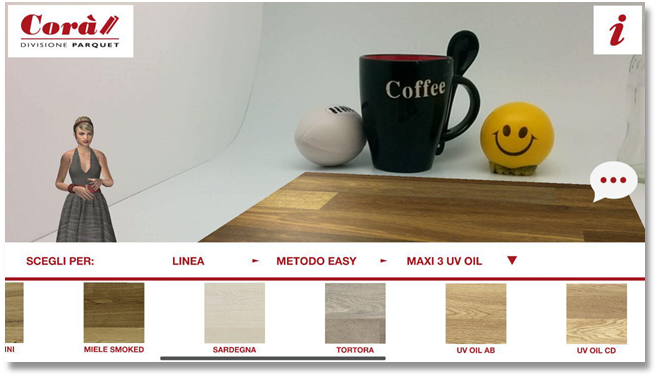 Corà
DIVISIONE PARQUET
i
Coffee
SCEGLI PER:
LINEA
METODO EASY
MAXI 3 UV OIL
INI
MIELE SMOKED
SARDEGNA
TORTORA
UV OIL AB
UV OIL CD